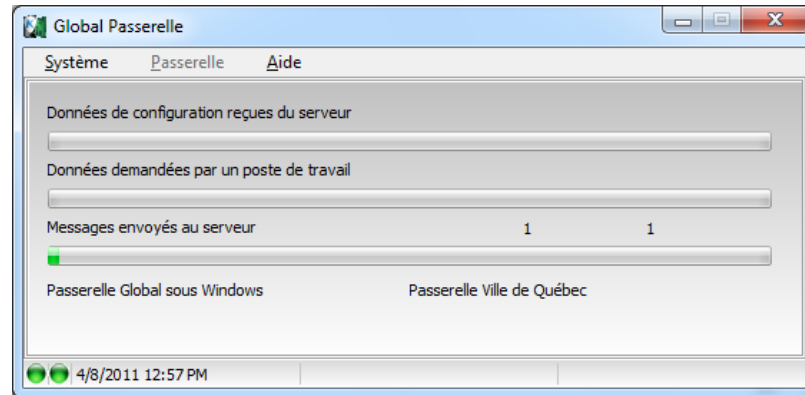 Global Passerelle
Système Passerelle Aide
Données de configuration reçues du serveur
Données demandées par un poste de travail
Messages envoyés au serveur 1 1
Passerelle Global sous Windows Passerelle Ville de Québec
4/8/2011 12:57 PM